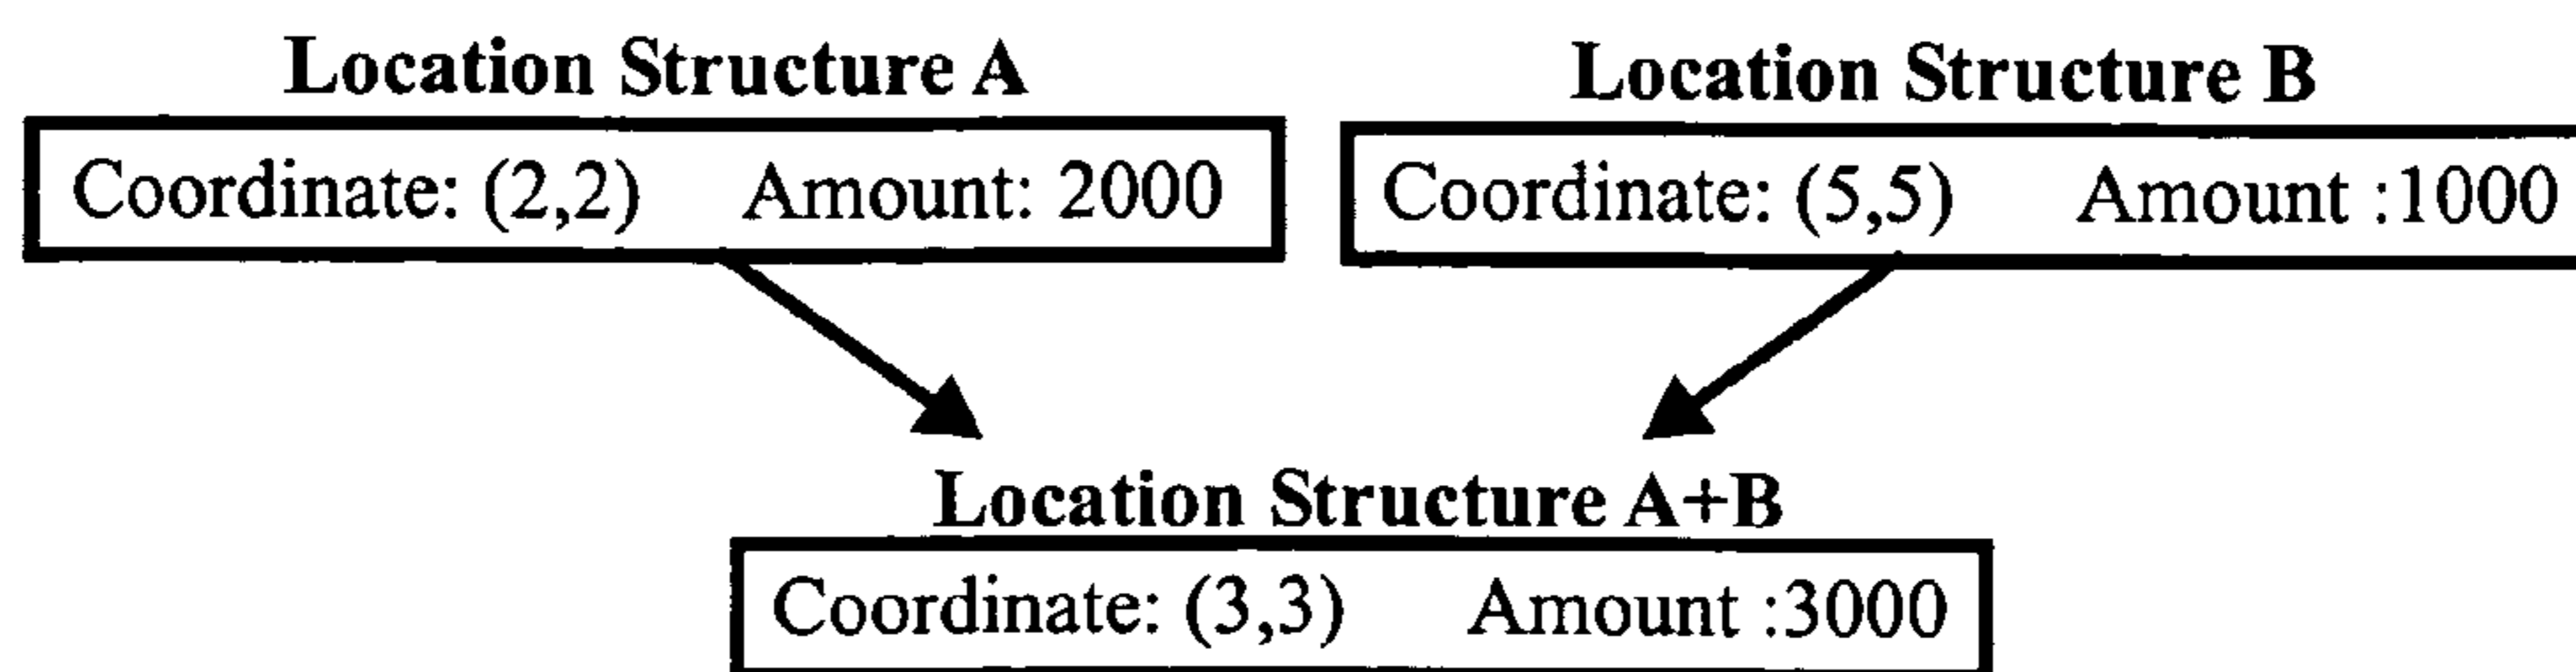 Location Structure A
Location Structure B
Coordinate: (2,2) Amount: 2000
Coordinate: (5,5) Amount :1000
Location Structure A+B
Coordinate: (3,3) Amount :3000